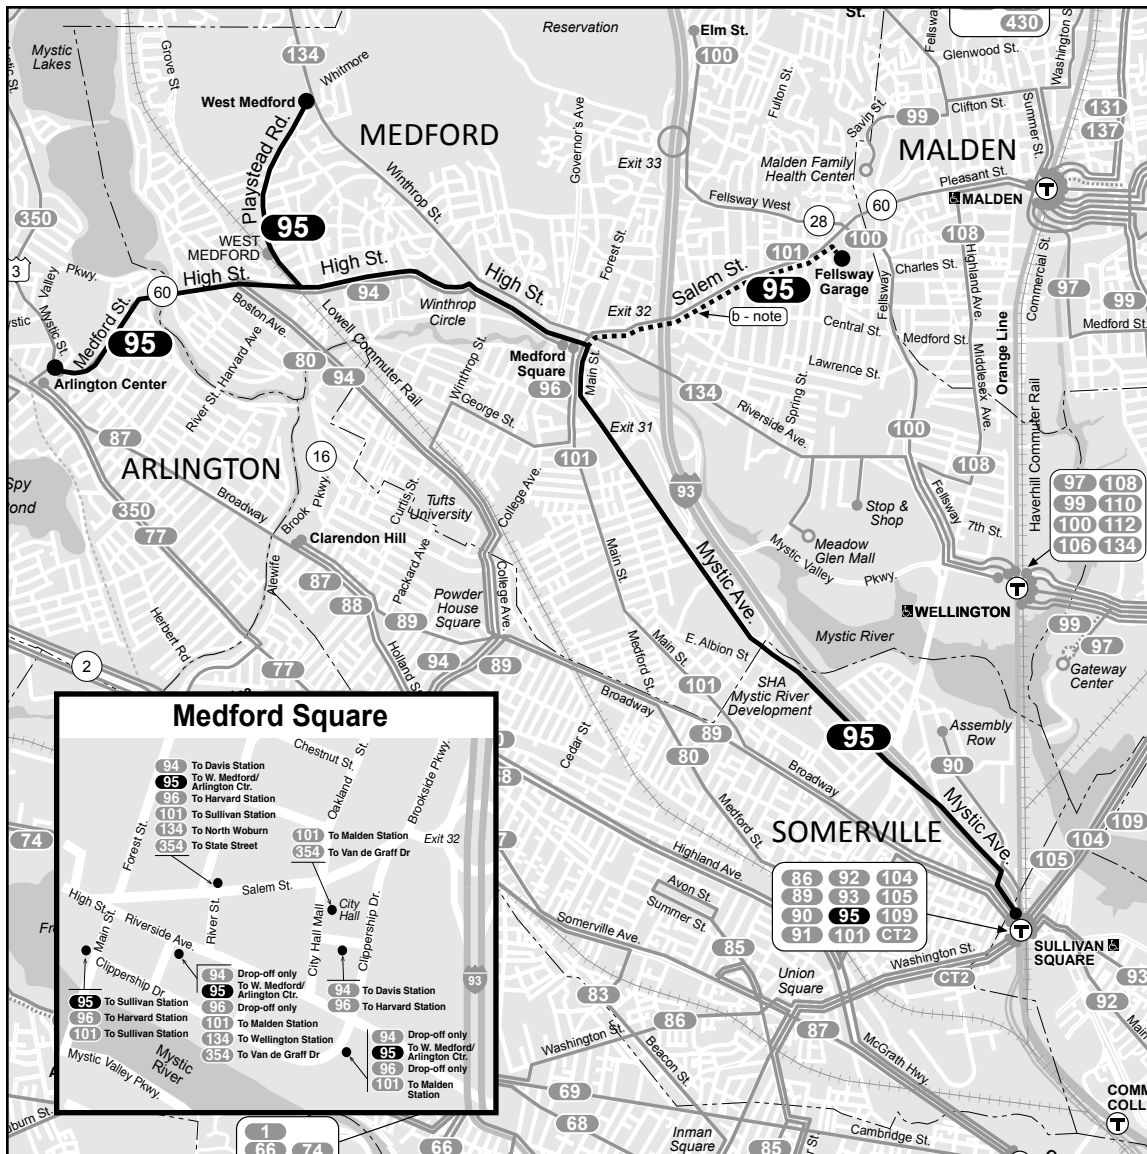 430
St.
Elm St.
100
Reservation
Mystic
Lakes
Grove St
134
Whitmore
West Medford
Playstead Rd.
MEDFORD
Winthrop St.
Governor's Ave
Fulton St.
Savin St.
Fellsway
Glenwood St.
Washington St
Clifton St.
Summer St.
99
131
137
Exit 33
Malden Family
Health Center
MALDEN
Pleasant St.
T
MALDEN
60
28
Fellsway West
350
95
WEST
MEDFORD
High St.
High St.
High St.
94
3
Pkwy.
Valley
Mystic St.
Medford St.
60
95
Arlington Center
Boston Ave.
Harvard Ave
River St.
80
94
Lowell Commuter Rail
Winthrop
Circle
Winthrop St.
George St.
Medford
Square
96
Main St.
Forest St.
Exit 32
Salem St.
101
95
b - note
100
Fellsway
Garage
Fellsway
Charles St.
Central St.
Medford St.
Lawrence St.
Spring St.
108
Highland Ave.
Middlesex Ave.
Orange Line
Haverhill Commuter Rail
Commercial St.
97
99
Medford St.
134
Riverside Ave.
100
108
Exit 31
101
93
87
ARLINGTON
16
Broadway
350
77
Spy
ond
Brook
Pkwy.
Alewife
Clarendon Hill
Curtis St.
Packard Ave
Tufts
University
College Ave.
College Ave.
Main St.
Mystic Ave.
Mystic Valley
Pkwy.
Stop &
Shop
Meadow
Glen Mall
Fellsway
7th St.
97 108
99 110
100 112
106 134
T
WELLINGTON
99
97
Gateway
Center
Mystic River
87
88
89
Powder
House
Square
94
89
Holland St
Herbert Rd
77
2
Medford St.
Main St.
101
E. Albion St
SHA
Mystic River
Development
Broadway
89
80
Cedar St
95
Broadway
Mystic Ave.
Assembly
Row
90
Medford St.
SOMERVILLE
Highland Ave
105
104
109
86 92 104
89 93 105
90 95 109
91 101 CT2
T
SULLIVAN
SQUARE
Washington St.
CT2
93
92
Main
Avon St.
Summer St.
Somerville Ave.
85
Union
Square
83
86
87
Washington St.
Beacon St.
McGrath Hwy.
69
68
Inman
Square
85
Cambridge St.
COMM
COLL
T
74
1
66 74
66
Medford Square
Chestnut St.
Oakland St.
Brookside Pkwy.
94 To Davis Station
95 To W. Medford/
Arlington Ctr.
96 To Harvard Station
101 To Sullivan Station
134 To North Woburn
354 To State Street
101 To Malden Station
354 To Van de Graff Dr
Exit 32
Forest St.
Salem St.
High St.
Main St.
Riverside Ave.
River St.
City
Hall
City Hall Mall
Clippership Dr.
Clippership Dr
95 To Sullivan Station
96 To Harvard Station
101 To Sullivan Station
94 Drop-off only
95 To W. Medford/
Arlington Ctr.
96 Drop-off only
101 To Malden Station
134 To Wellington Station
354 To Van de Graff Dr
94 To Davis Station
96 To Harvard Station
94 Drop-off only
95 To W. Medford/
Arlington Ctr.
96 Drop-off only
101 To Malden
Station
93
Mystic
River
Mystic Valley Pkwy.